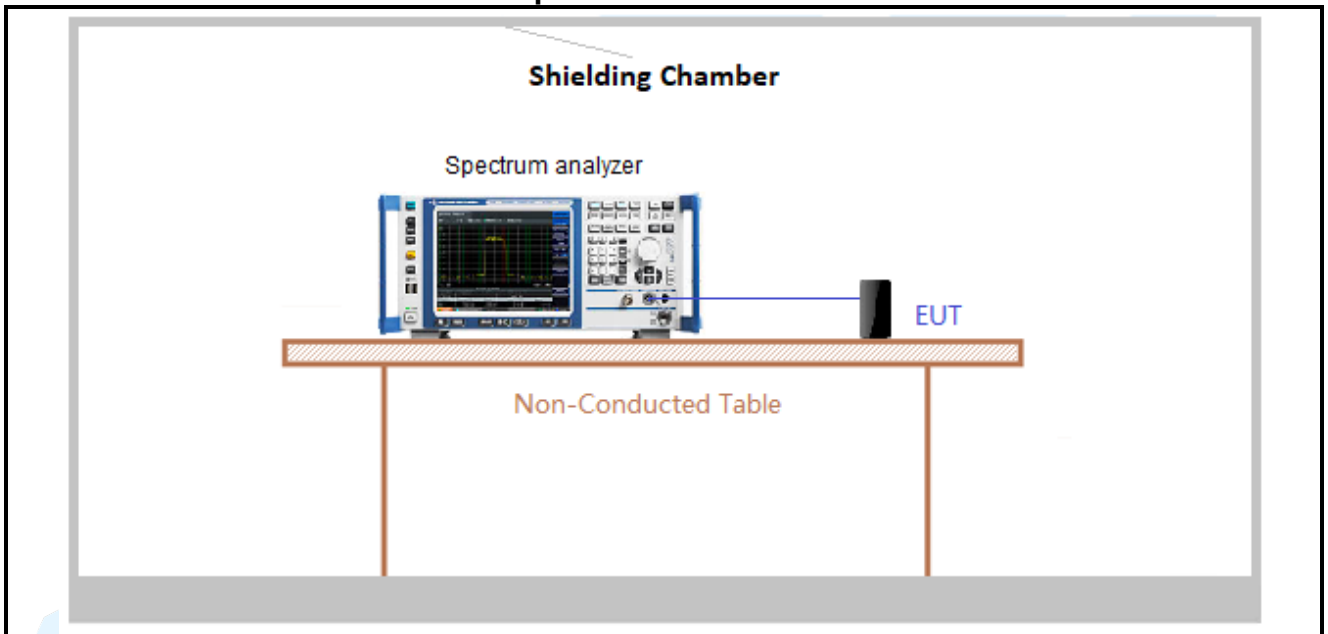 Shielding Chamber
Spectrum analyzer
EUT
Non-Conducted Table